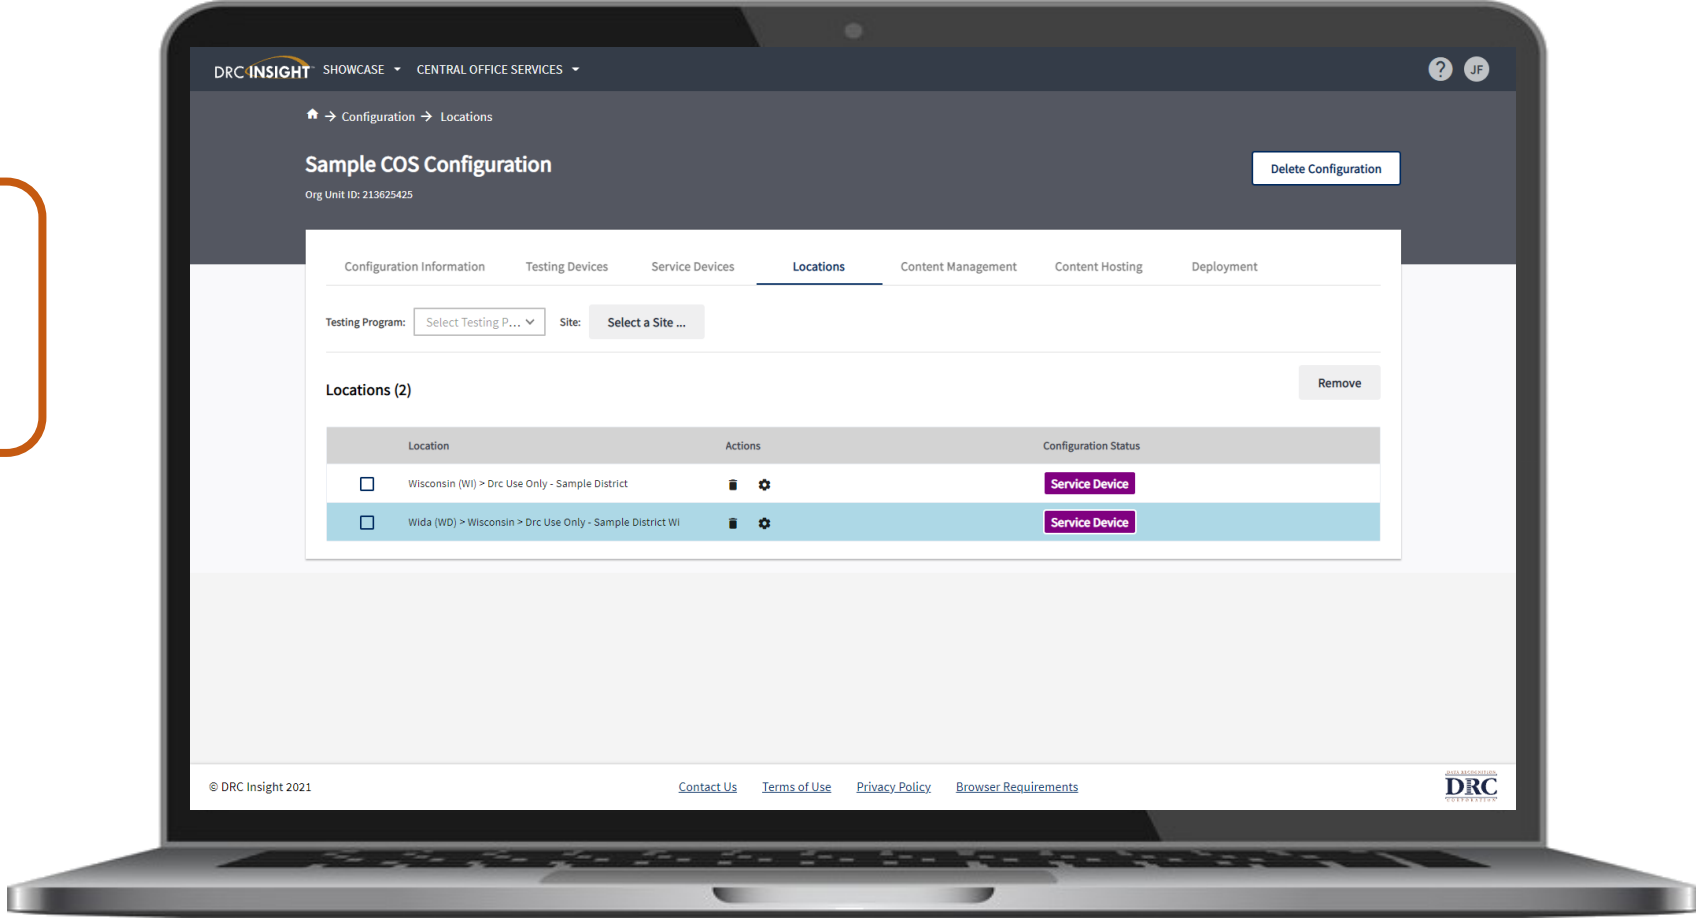 DRC INSIGHT SHOWCASE CENTRAL OFFICE SERVICES ? JF
Configuration → Locations
Sample COS Configuration
Delete Configuration
Org Unit ID: 213625425
Configuration Information Testing Devices Service Devices Locations Content Management Content Hosting Deployment
Testing Program: Select Testing P... Site: Select a Site ...
Locations (2)
Remove
Location Actions Configuration Status
Wisconsin (WI) > Drc Use Only - Sample District Service Device
Wida (WD) > Wisconsin > Drc Use Only - Sample District Wi Service Device
© DRC Insight 2021 Contact Us Terms of Use Privacy Policy Browser Requirements
DATA RECOGNITION
DRC
CORPORATION